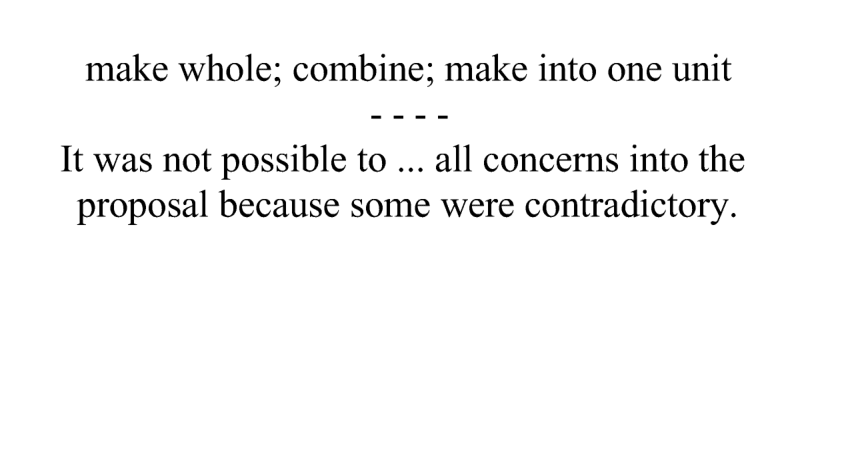 make whole; combine; make into one unit
- - - -
It was not possible to ... all concerns into the
proposal because some were contradictory.